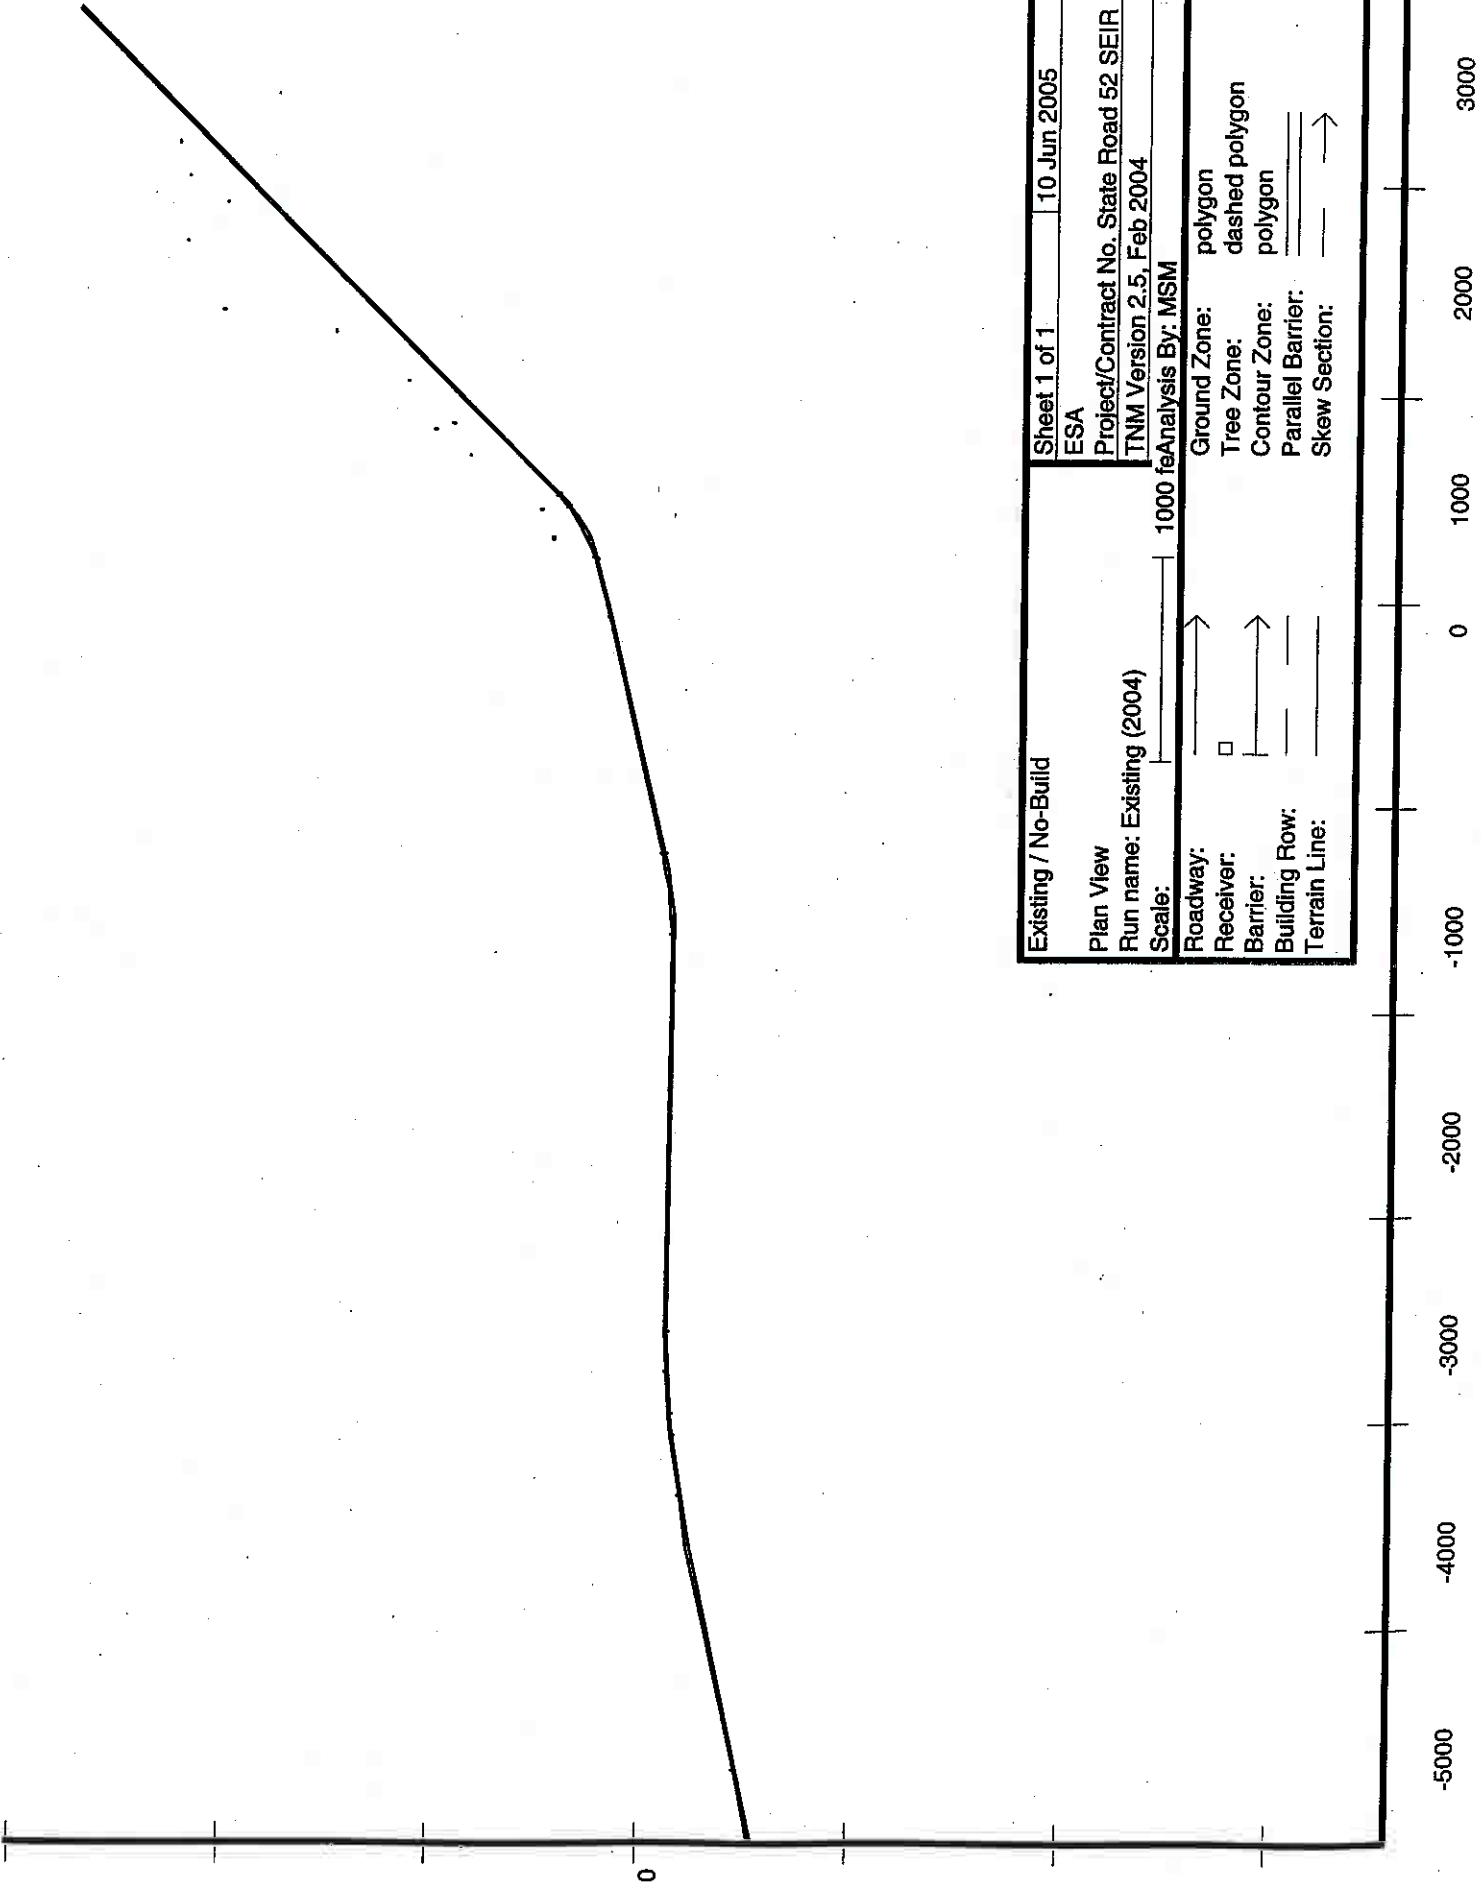 Existing / No-Build
Sheet 1 of 1
10 Jun 2005
ESA
Plan View
Project/Contract No. State Road 52 SEIR
Run name: Existing (2004)
TNM Version 2.5, Feb 2004
Scale:
1000 feAnalysis By: MSM
Roadway:
Ground Zone:
polygon
Receiver:
Tree Zone:
dashed polygon
Barrier:
Contour Zone:
polygon
Building Row:
Parallel Barrier:
Terrain Line:
Skew Section:
0
-5000
-4000
-3000
-2000
-1000
0
1000
2000
3000